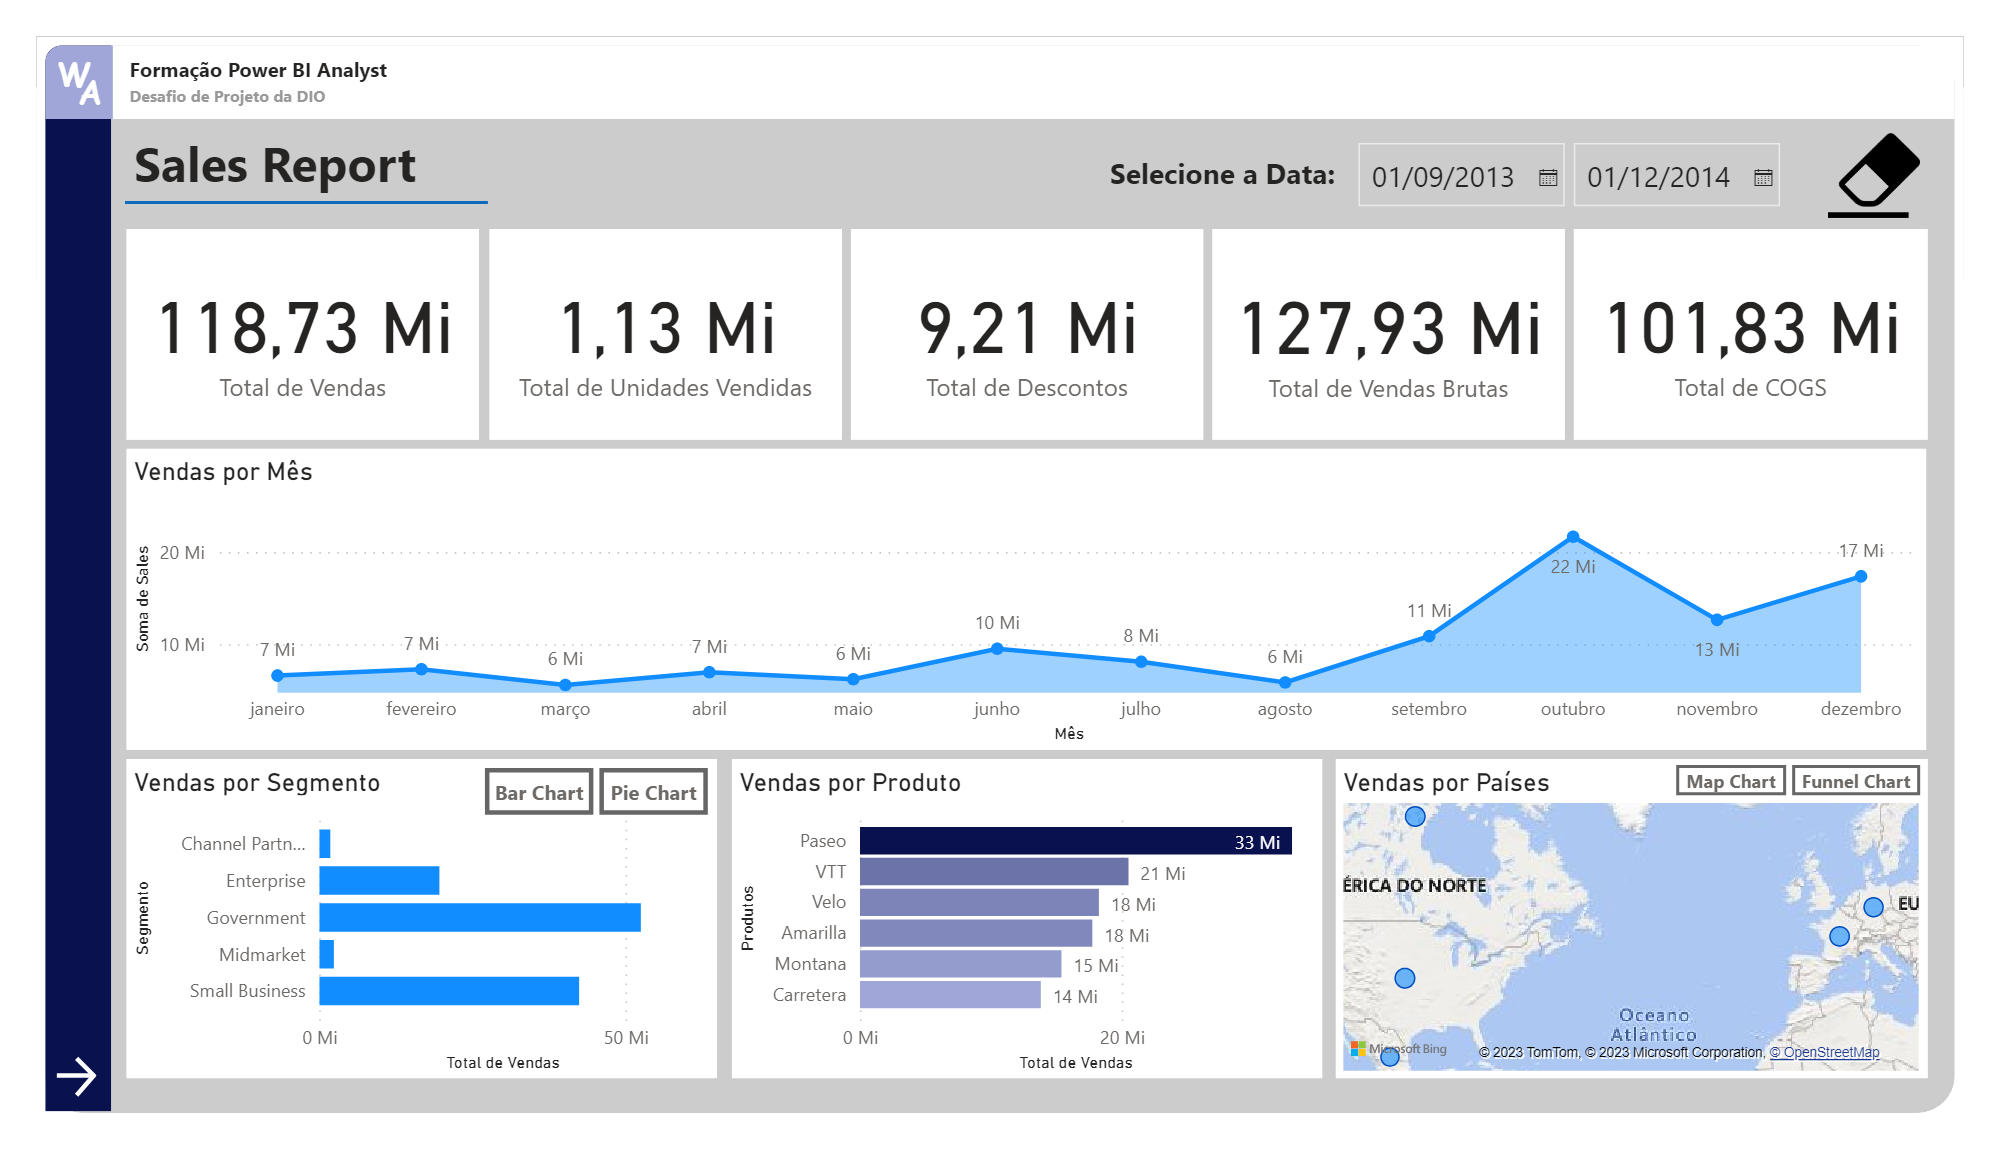 WA
Formação Power BI Analyst
Desafio de Projeto da DIO
Sales Report
Selecione a Data:
01/09/2013
01/12/2014
118,73 Mi
Total de Vendas
1,13 Mi
Total de Unidades Vendidas
9,21 Mi
Total de Descontos
127,93 Mi
Total de Vendas Brutas
101,83 Mi
Total de COGS
Vendas por Mês
Soma de Sales
20 Mi
10 Mi
7 Mi
7 Mi
6 Mi
7 Mi
6 Mi
10 Mi
8 Mi
6 Mi
11 Mi
22 Mi
13 Mi
17 Mi
janeiro
fevereiro
março
abril
maio
junho
julho
agosto
setembro
outubro
novembro
dezembro
Mês
Vendas por Segmento
Bar Chart
Pie Chart
Segmento
Channel Partn...
Enterprise
Government
Midmarket
Small Business
0 Mi
50 Mi
Total de Vendas
Vendas por Produto
Produtos
Paseo
33 Mi
VTT
21 Mi
Velo
18 Mi
Amarilla
18 Mi
Montana
15 Mi
Carretera
14 Mi
0 Mi
20 Mi
Total de Vendas
Vendas por Países
Map Chart
Funnel Chart
ÉRICA DO NORTE
EU
Oceano
Atlântico
Microsoft Bing
© 2023 TomTom, © 2023 Microsoft Corporation, © OpenStreetMap